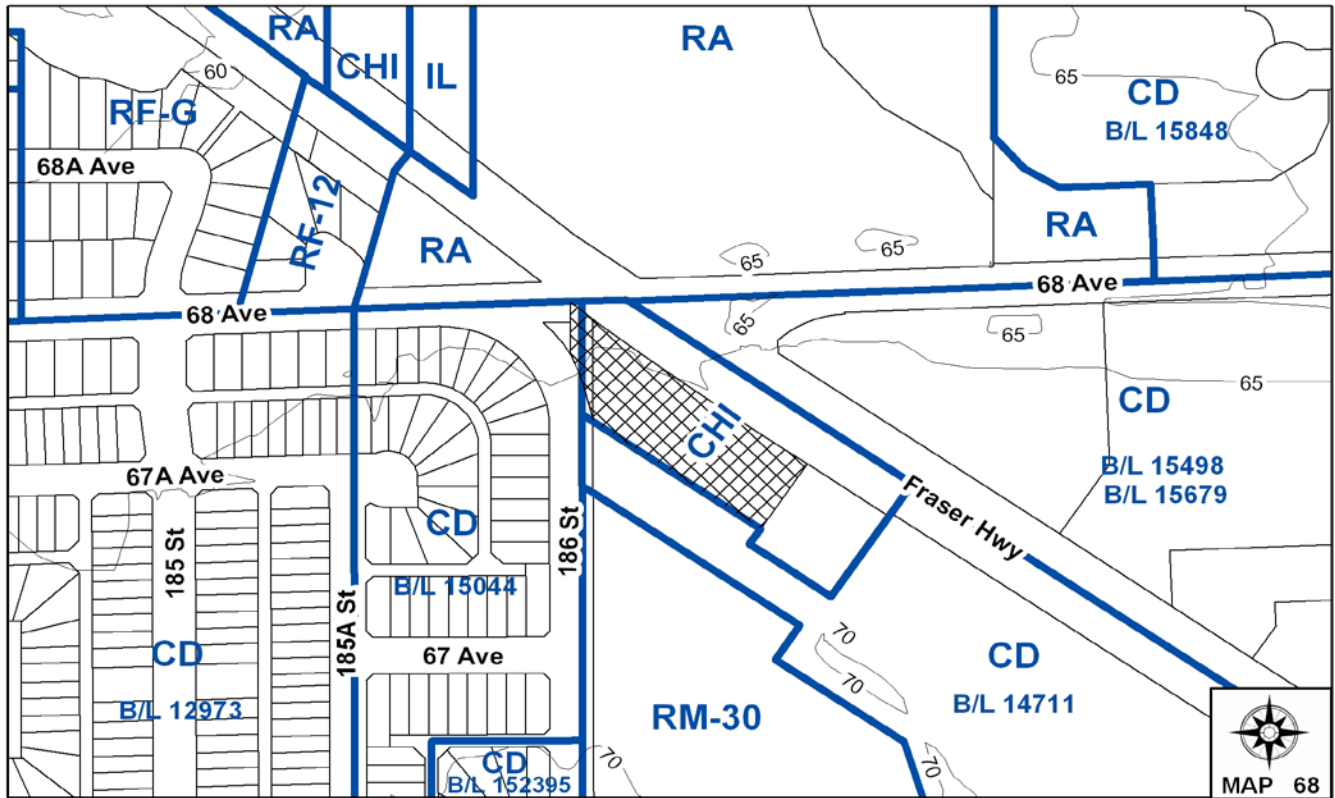 RA
CHI
IL
RA
60
65
CD
B/L 15848
RF-G
68A Ave
RF-12
RA
RA
65
65
68 Ave
68 Ave
65
65
65
CHI
CD
B/L 15498
B/L 15679
67A Ave
185 St
CD
B/L 15044
186 St
Fraser Hwy
185A St
67 Ave
CD
B/L 12973
70
70
CD
B/L 14711
RM-30
CD
B/L 152395
70
70
MAP 68